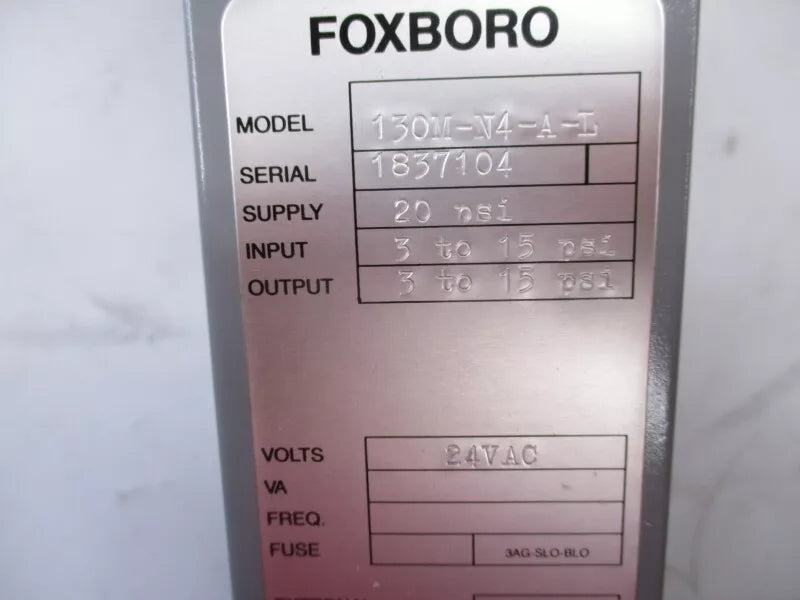 FOXBORO
MODEL 130M-N4-A-L
SERIAL 1837104
SUPPLY 20 psi
INPUT 3 to 15 psi
OUTPUT 3 to 15 psi
VOLTS 24VAC
VA
FREQ.
FUSE 3AG-SLO-BLO